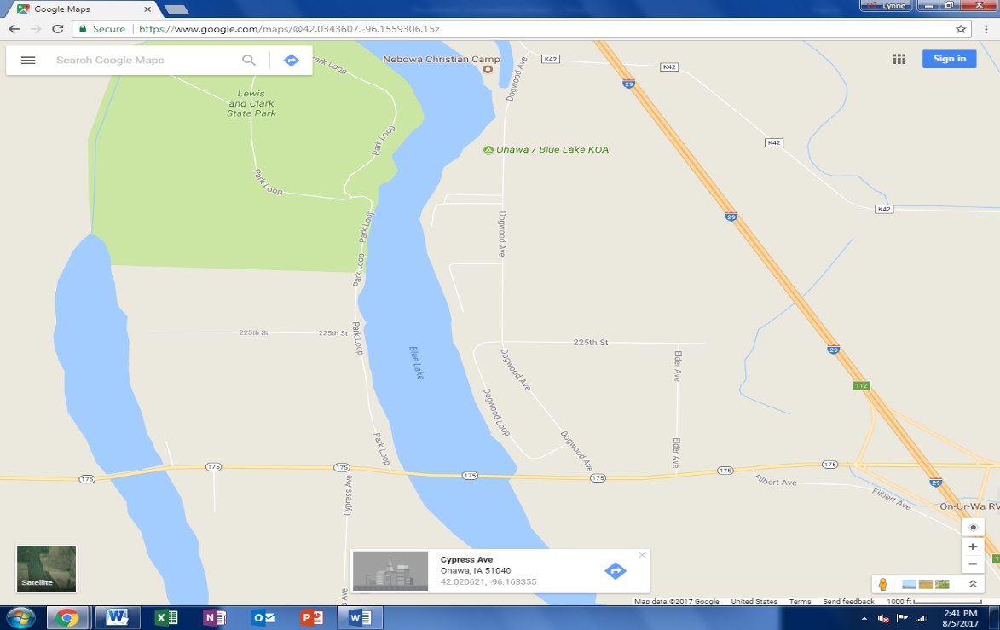 Google Maps
Lynne
Secure
https://www.google.com/maps/@42.0343607,-96.1559306,15z
Search Google Maps
Sign in
Park Loop
Nebowa Christian Camp
Dogwood Ave
K42
K42
29
Lewis
and Clark
State Park
Park Loop
Onawa / Blue Lake KOA
K42
Park Loop
K42
Park Loop
Dogwood Ave
29
Park Loop
225th St
225th St
Park Loop
Blue Lake
225th St
Dogwood Ave
Elder Ave
29
112
Dogwood Loop
Park Loop
Dogwood Ave
Elder Ave
175
175
175
175
175
175
175
Cypress Ave
Filbert Ave
29
Filbert Ave
On-Ur-Wa RV
Satellite
Cypress Ave
Onawa, IA 51040
42.020621, -96.163355
Map data ©2017 Google
United States
Terms
Send feedback
1000 ft
2:41 PM
8/5/2017